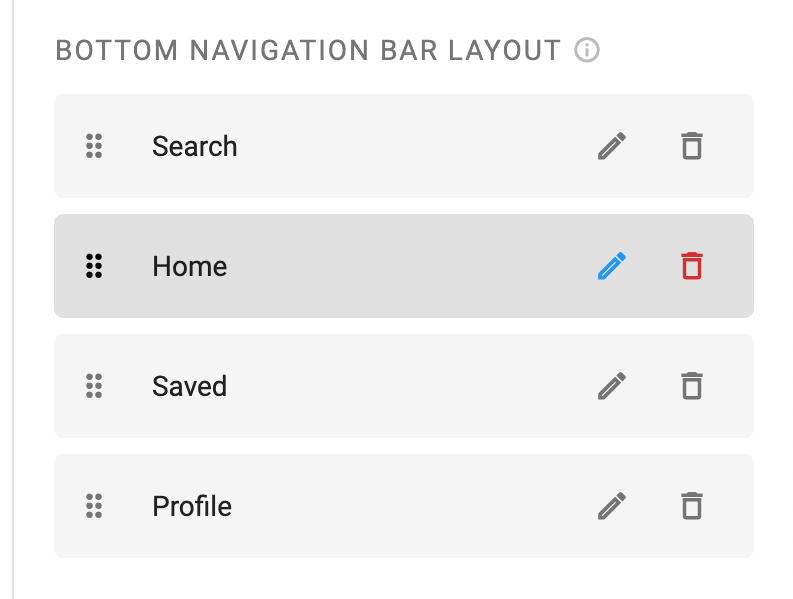 BOTTOM NAVIGATION BAR LAYOUT
Search
Home
Saved
Profile